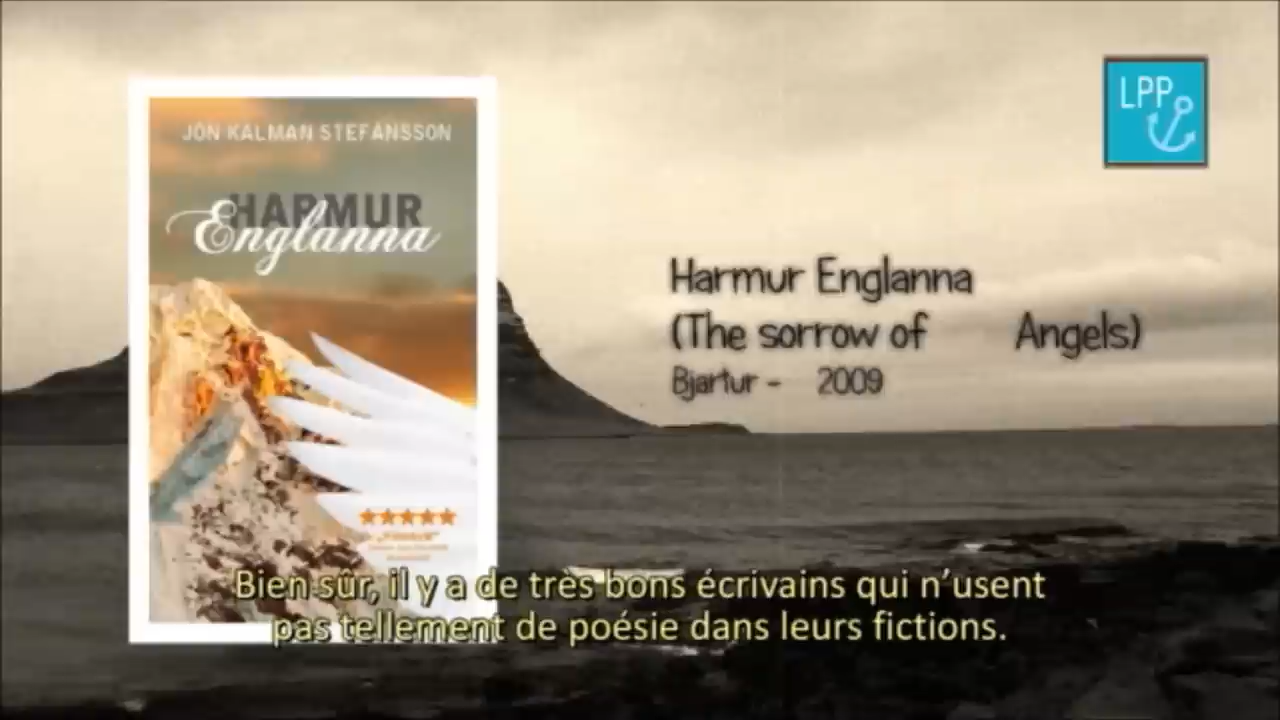 JÓN KALMAN STEFÁNSSON
HARMUR
Englanna
LPP
Harmur Englanna
(The sorrow of Angels)
Bjartur - 2009
Bien sûr, il y a de très bons écrivains qui n’usent
pas tellement de poésie dans leurs fictions.